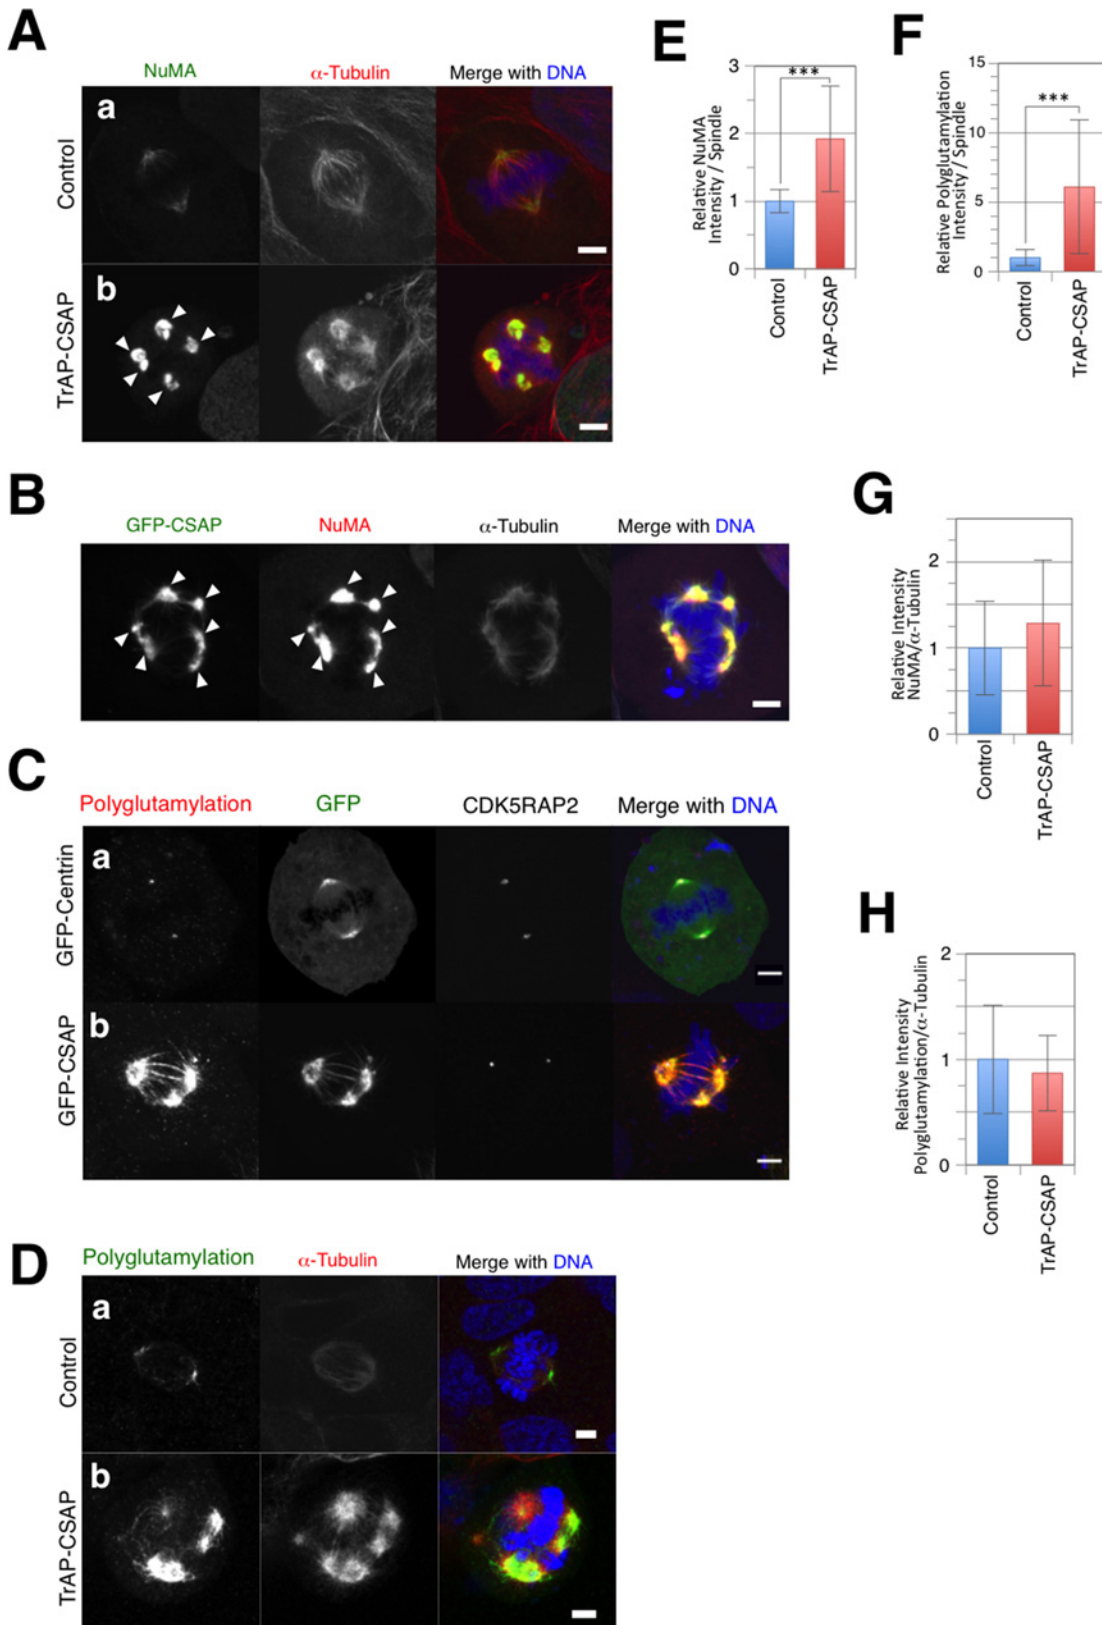 A
NuMA α-Tubulin Merge with DNA
a
Control
b
TrAP-CSAP
B
GFP-CSAP NuMA α-Tubulin Merge with DNA
C
Polyglutamylation GFP CDK5RAP2 Merge with DNA
a
GFP-Centrin
b
GFP-CSAP
D
Polyglutamylation α-Tubulin Merge with DNA
a
Control
b
TrAP-CSAP
E
Relative NuMA
Intensity / Spindle
3
2
1
0
***
Control
TrAP-CSAP
F
Relative Polyglutamylation
Intensity / Spindle
15
10
5
0
***
Control
TrAP-CSAP
G
Relative Intensity
NuMA/α-Tubulin
2
1
0
Control
TrAP-CSAP
H
Relative Intensity
Polyglutamylation/α-Tubulin
2
1
0
Control
TrAP-CSAP